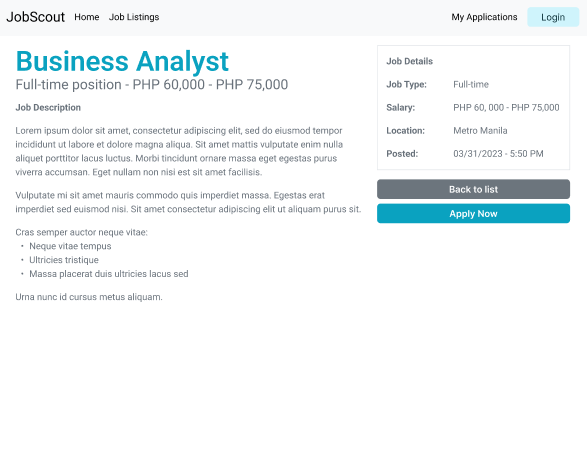 JobScout Home Job Listings My Applications Login
Business Analyst
Full-time position - PHP 60,000 - PHP 75,000
Job Description
Lorem ipsum dolor sit amet, consectetur adipiscing elit, sed do eiusmod tempor
incididunt ut labore et dolore magna aliqua. Sit amet mattis vulputate enim nulla
aliquet porttitor lacus luctus. Morbi tincidunt ornare massa eget egestas purus
viverra accumsan. Eget nullam non nisi est sit amet facilisis.
Vulputate mi sit amet mauris commodo quis imperdiet massa. Egestas erat
imperdiet sed euismod nisi. Sit amet consectetur adipiscing elit ut aliquam purus sit.
Cras semper auctor neque vitae:
• Neque vitae tempus
• Ultricies tristique
• Massa placerat duis ultricies lacus sed
Urna nunc id cursus metus aliquam.
Job Details
Job Type: Full-time
Salary: PHP 60, 000 - PHP 75,000
Location: Metro Manila
Posted: 03/31/2023 - 5:50 PM
Back to list
Apply Now